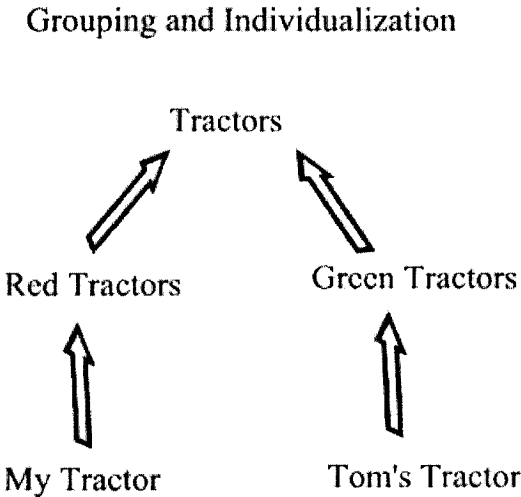 Grouping and Individualization
Tractors
Red Tractors
Green Tractors
My Tractor
Tom's Tractor